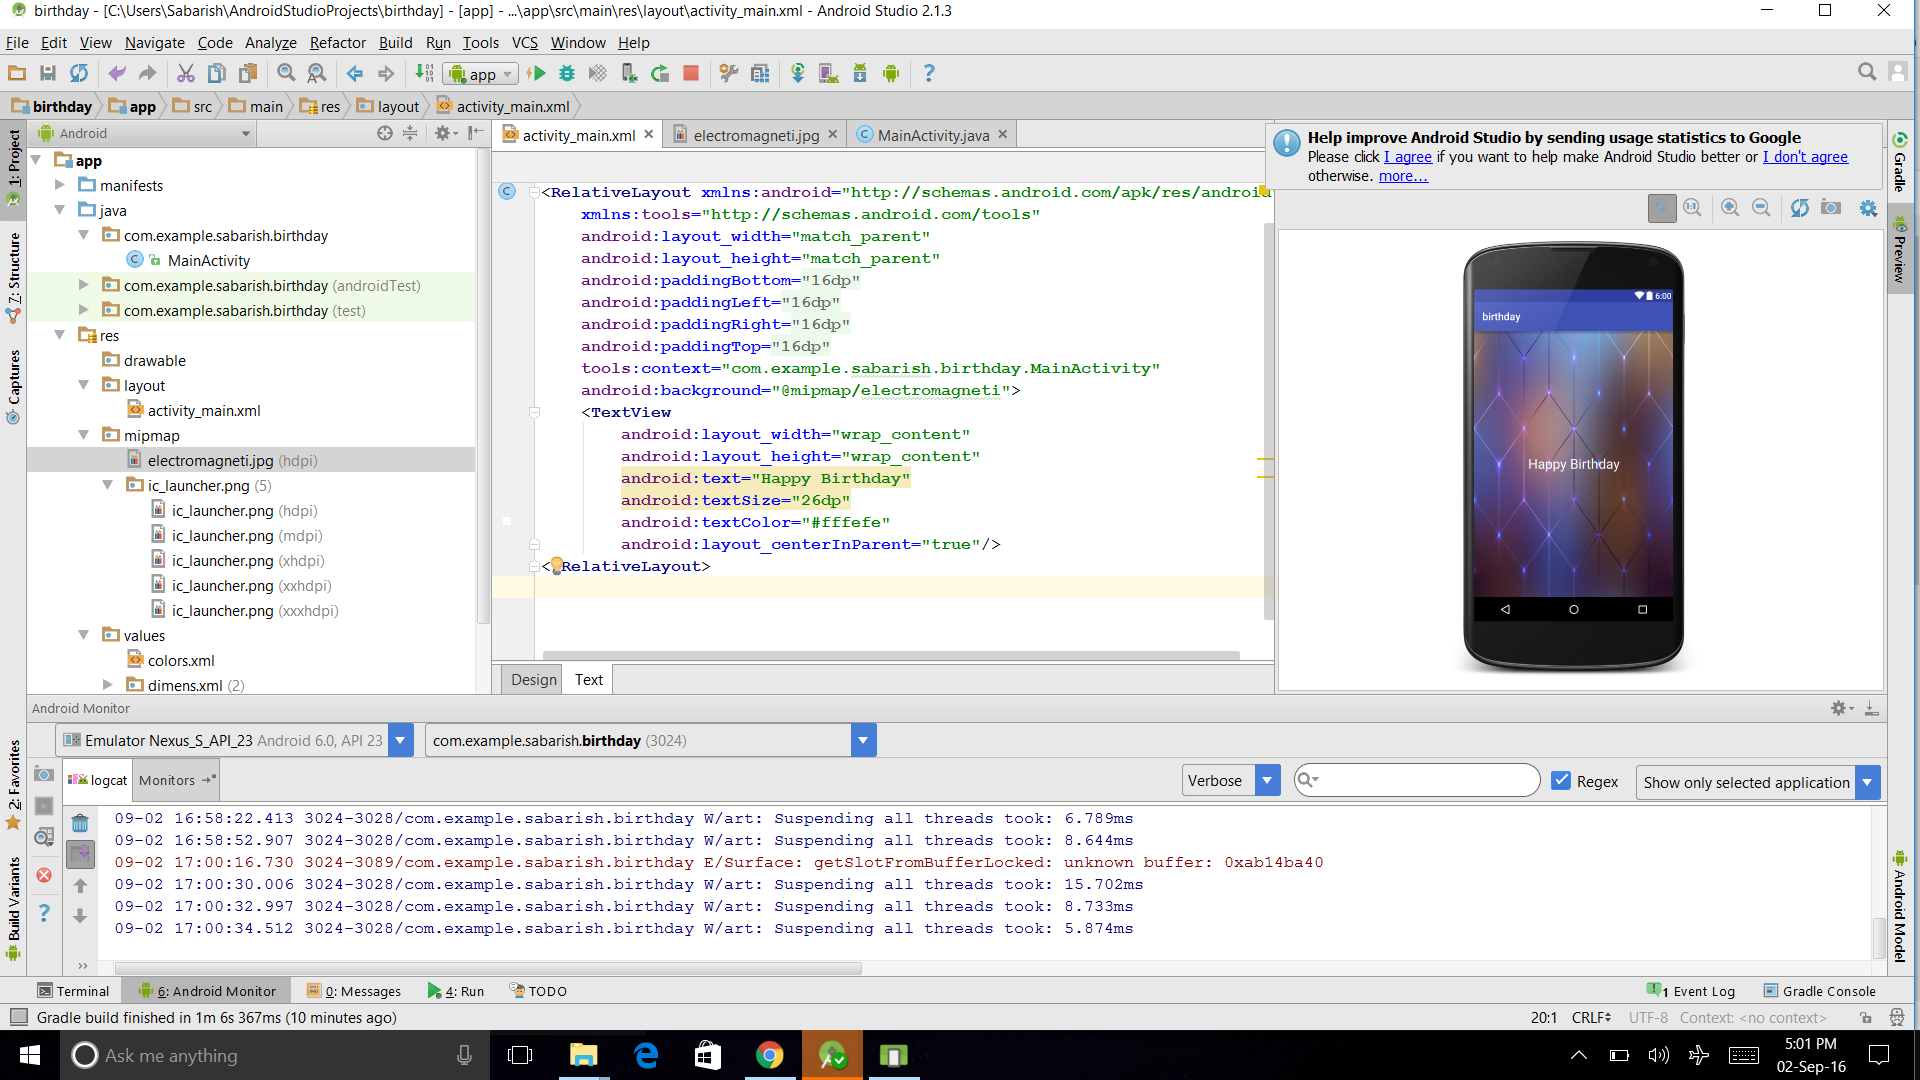 birthday - [C:\Users\Sabarish\AndroidStudioProjects\birthday] - [app] - ...\app\src\main\res\layout\activity_main.xml - Android Studio 2.1.3
File Edit View Navigate Code Analyze Refactor Build Run Tools VCS Window Help
app
birthday app src main res layout activity_main.xml
1: Project
7: Structure
Captures
2: Favorites
Build Variants
Android
app
manifests
java
com.example.sabarish.birthday
MainActivity
com.example.sabarish.birthday (androidTest)
com.example.sabarish.birthday (test)
res
drawable
layout
activity_main.xml
mipmap
electromagneti.jpg (hdpi)
ic_launcher.png (5)
ic_launcher.png (hdpi)
ic_launcher.png (mdpi)
ic_launcher.png (xhdpi)
ic_launcher.png (xxhdpi)
ic_launcher.png (xxxhdpi)
values
colors.xml
dimens.xml (2)
activity_main.xml electromagneti.jpg MainActivity.java
<RelativeLayout xmlns:android="http://schemas.android.com/apk/res/android
xmlns:tools="http://schemas.android.com/tools"
android:layout_width="match_parent"
android:layout_height="match_parent"
android:paddingBottom="16dp"
android:paddingLeft="16dp"
android:paddingRight="16dp"
android:paddingTop="16dp"
tools:context="com.example.sabarish.birthday.MainActivity"
android:background="@mipmap/electromagneti">
<TextView
android:layout_width="wrap_content"
android:layout_height="wrap_content"
android:text="Happy Birthday"
android:textSize="26dp"
android:textColor="#fffefe"
android:layout_centerInParent="true"/>
< RelativeLayout>
Design Text
Help improve Android Studio by sending usage statistics to Google
Please click I agree if you want to help make Android Studio better or I don't agree
otherwise. more...
6:00
birthday
Happy Birthday
Gradle
Preview
Android Model
Android Monitor
Emulator Nexus_S_API_23 Android 6.0, API 23 com.example.sabarish.birthday (3024)
logcat Monitors Verbose Regex Show only selected application
09-02 16:58:22.413 3024-3028/com.example.sabarish.birthday W/art: Suspending all threads took: 6.789ms
09-02 16:58:52.907 3024-3028/com.example.sabarish.birthday W/art: Suspending all threads took: 8.644ms
09-02 17:00:16.730 3024-3089/com.example.sabarish.birthday E/Surface: getSlotFromBufferLocked: unknown buffer: 0xab14ba40
09-02 17:00:30.006 3024-3028/com.example.sabarish.birthday W/art: Suspending all threads took: 15.702ms
09-02 17:00:32.997 3024-3028/com.example.sabarish.birthday W/art: Suspending all threads took: 8.733ms
09-02 17:00:34.512 3024-3028/com.example.sabarish.birthday W/art: Suspending all threads took: 5.874ms
Terminal 6: Android Monitor 0: Messages 4: Run TODO 1 Event Log Gradle Console
Gradle build finished in 1m 6s 367ms (10 minutes ago) 20:1 CRLF UTF-8 Context: <no context>
Ask me anything
5:01 PM
02-Sep-16